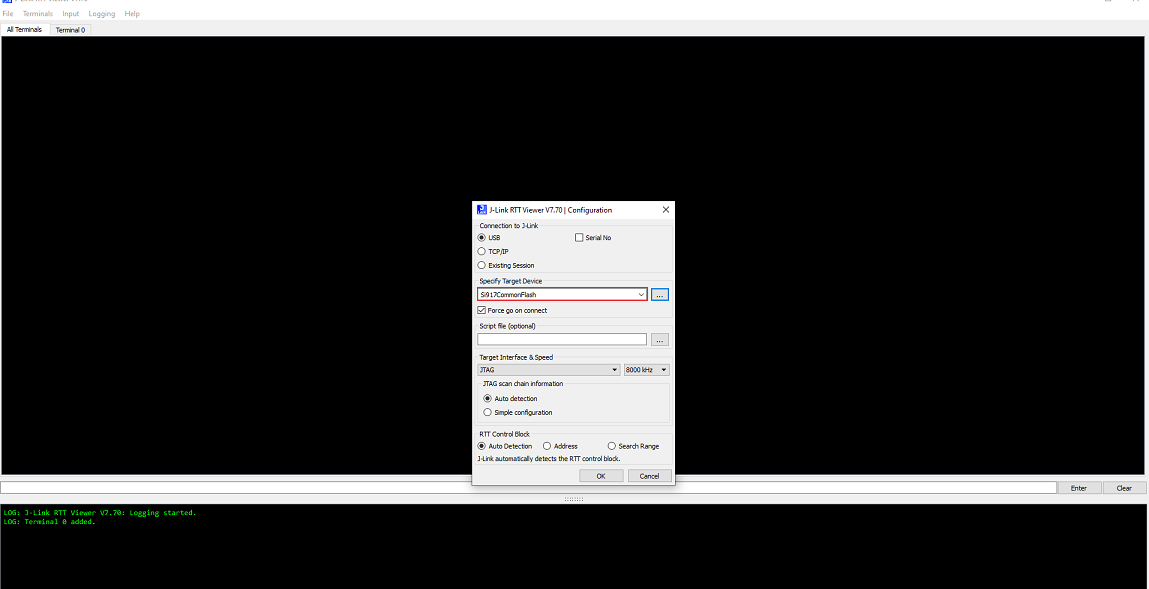 File Terminals Input Logging Help
All Terminals Terminal 0
J-Link RTT Viewer V7.70 | Configuration
Connection to J-Link
USB Serial No
TCP/IP
Existing Session
Specify Target Device
Si917CommonFlash ...
Force go on connect
Script file (optional)
...
Target Interface & Speed
JTAG 8000 kHz
JTAG scan chain information
Auto detection
Simple configuration
RTT Control Block
Auto Detection Address Search Range
J-Link automatically detects the RTT control block.
OK Cancel
Enter Clear
LOG: J-Link RTT Viewer V7.70: Logging started.
LOG: Terminal 0 added.